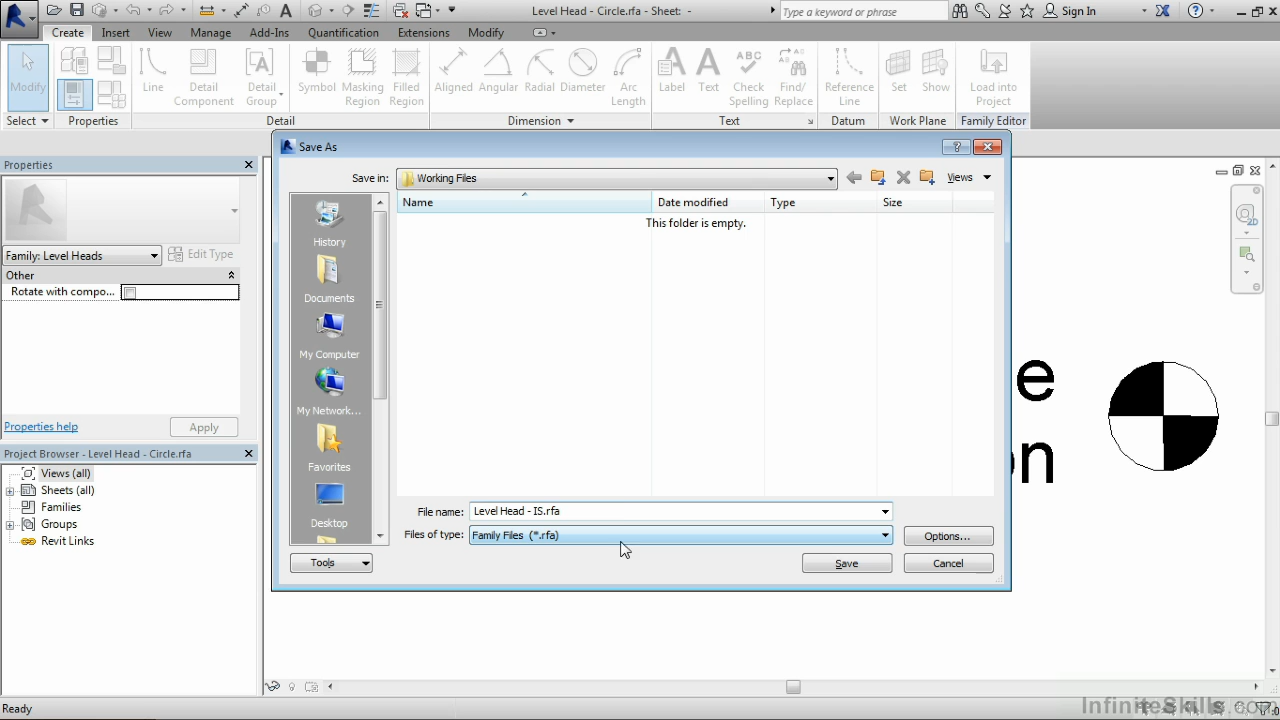 Level Head - Circle.rfa - Sheet: -
Type a keyword or phrase
Sign In
Create Insert View Manage Add-Ins Quantification Extensions Modify
Modify
Line
Detail Component
Detail Group
Symbol
Masking Region
Filled Region
Aligned
Angular
Radial
Diameter
Arc Length
Label
Text
Check Spelling
Find/ Replace
Reference Line
Set
Show
Load into Project
Select Properties Detail Dimension Text Datum Work Plane Family Editor
Properties
Family: Level Heads
Edit Type
Other
Rotate with compo...
Properties help
Apply
Project Browser - Level Head - Circle.rfa
Views (all)
Sheets (all)
Families
Groups
Revit Links
Save As
Save in: Working Files
Views
Name Date modified Type Size
This folder is empty.
History
Documents
My Computer
My Network...
Favorites
Desktop
File name: Level Head - IS.rfa
Files of type: Family Files (*.rfa)
Options...
Tools
Save
Cancel
e
on
2D
Ready
:0
InfiniteSkills.com